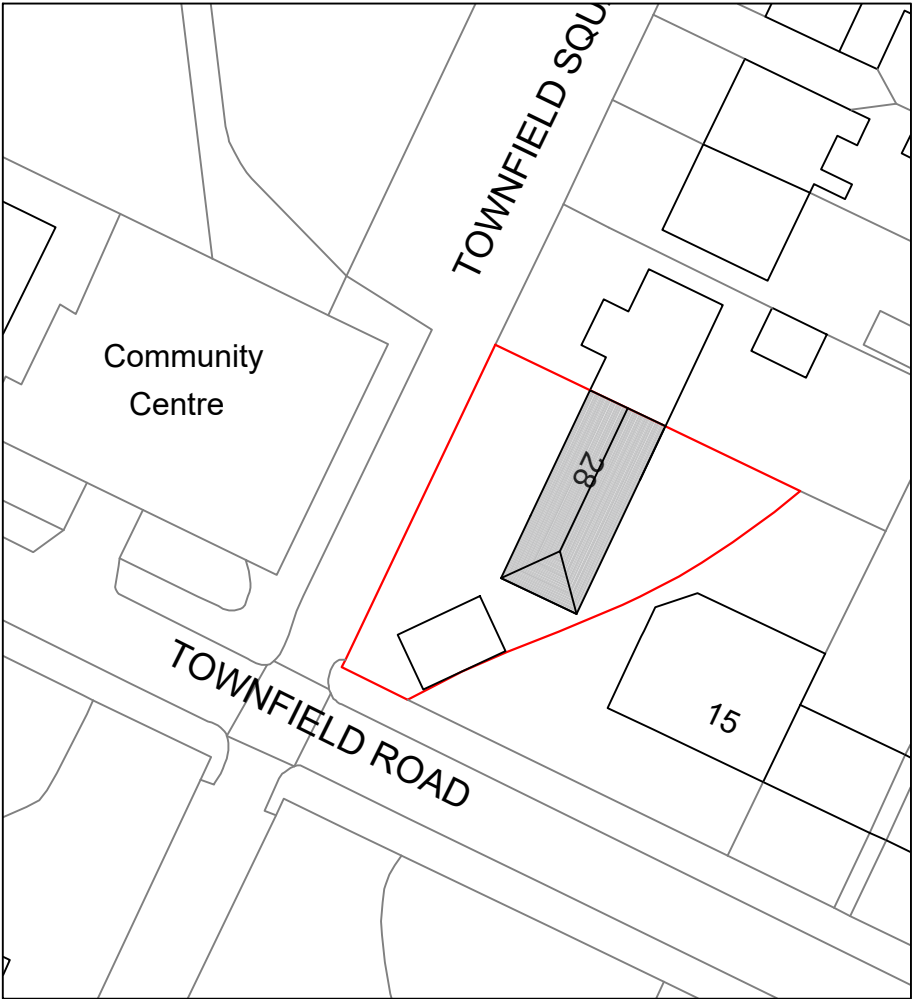 TOWNFIELD SQU
Community
Centre
28
TOWNFIELD ROAD
15